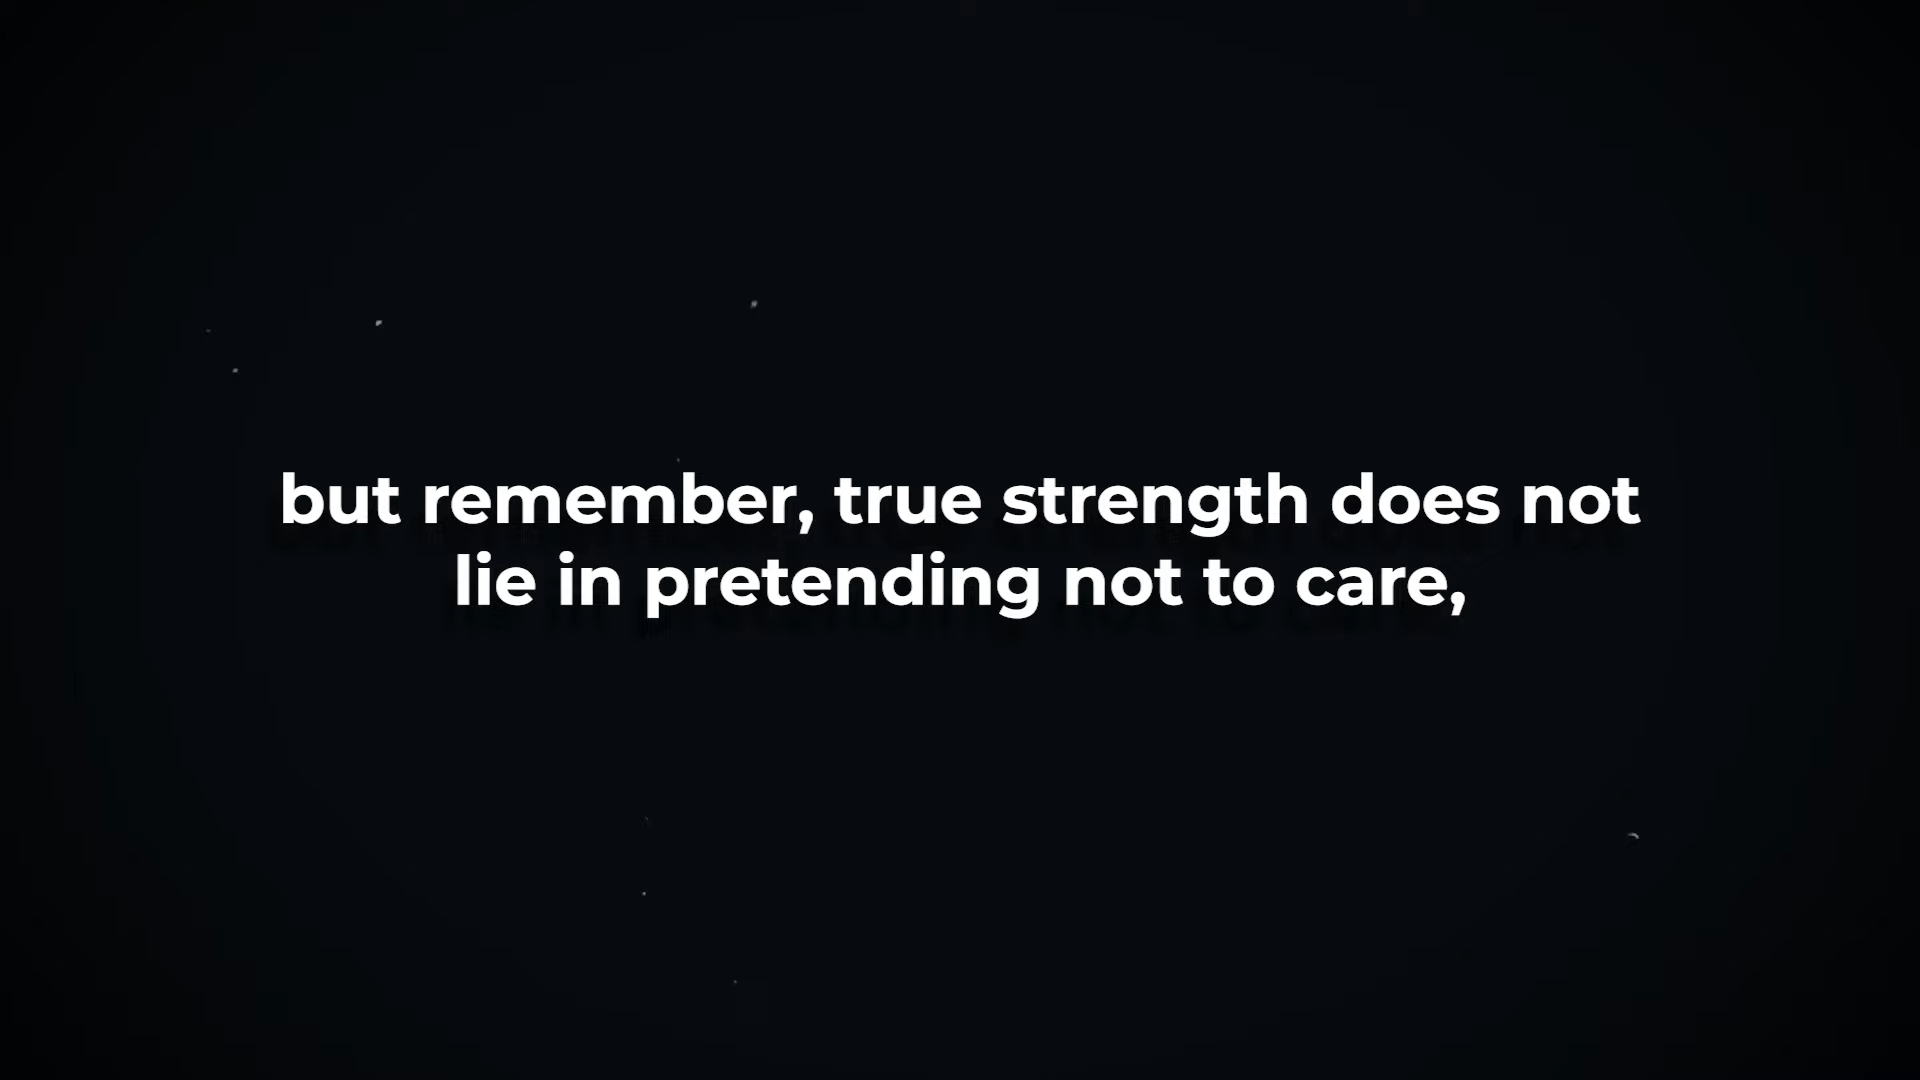 but remember, true strength does not
lie in pretending not to care,